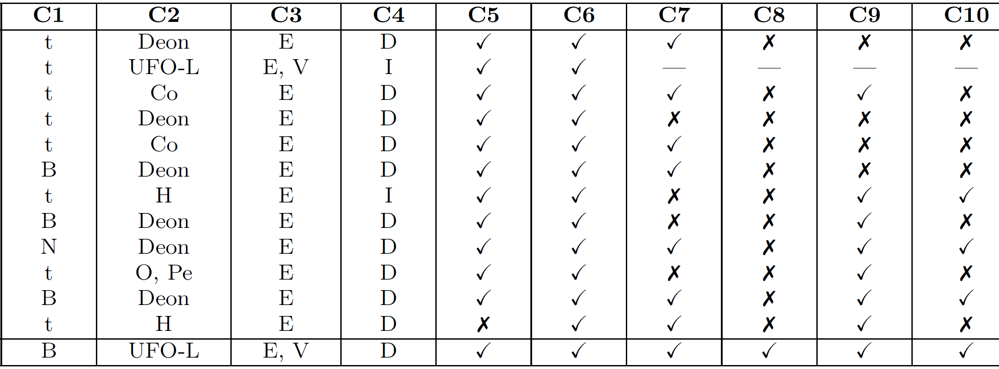 C1 C2 C3 C4 C5 C6 C7 C8 C9 C10
t Deon E D ✓ ✓ ✓ ✗ ✗ ✗
t UFO-L E, V I ✓ ✓ — — — —
t Co E D ✓ ✓ ✓ ✗ ✓ ✗
t Deon E D ✓ ✓ ✗ ✗ ✗ ✗
t Co E D ✓ ✓ ✓ ✗ ✗ ✗
B Deon E D ✓ ✓ ✓ ✗ ✗ ✗
t H E I ✓ ✓ ✗ ✗ ✓ ✓
B Deon E D ✓ ✓ ✗ ✗ ✓ ✗
N Deon E D ✓ ✓ ✓ ✗ ✓ ✓
t O, Pe E D ✓ ✓ ✗ ✗ ✓ ✗
B Deon E D ✓ ✓ ✓ ✗ ✓ ✓
t H E D ✗ ✓ ✓ ✗ ✓ ✗
B UFO-L E, V D ✓ ✓ ✓ ✓ ✓ ✓